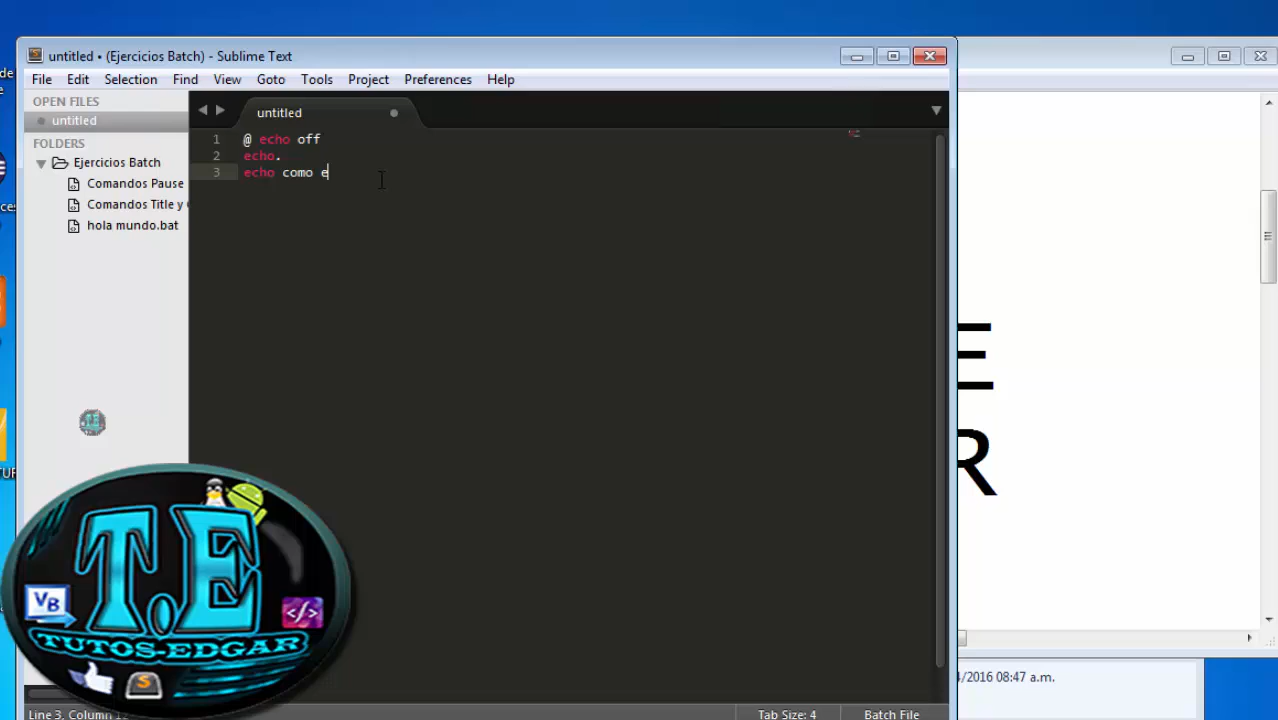 untitled • (Ejercicios Batch) - Sublime Text
File Edit Selection Find View Goto Tools Project Preferences Help
OPEN FILES
untitled
untitled
FOLDERS
Ejercicios Batch
Comandos Pause
Comandos Title y
hola mundo.bat
1 @ echo off
2 echo.
3 echo como e
E
R
T.E
VB
</>
TUTOS-EDGAR
S
/2016 08:47 a.m.
Line 3, Column
Tab Size: 4
Batch File